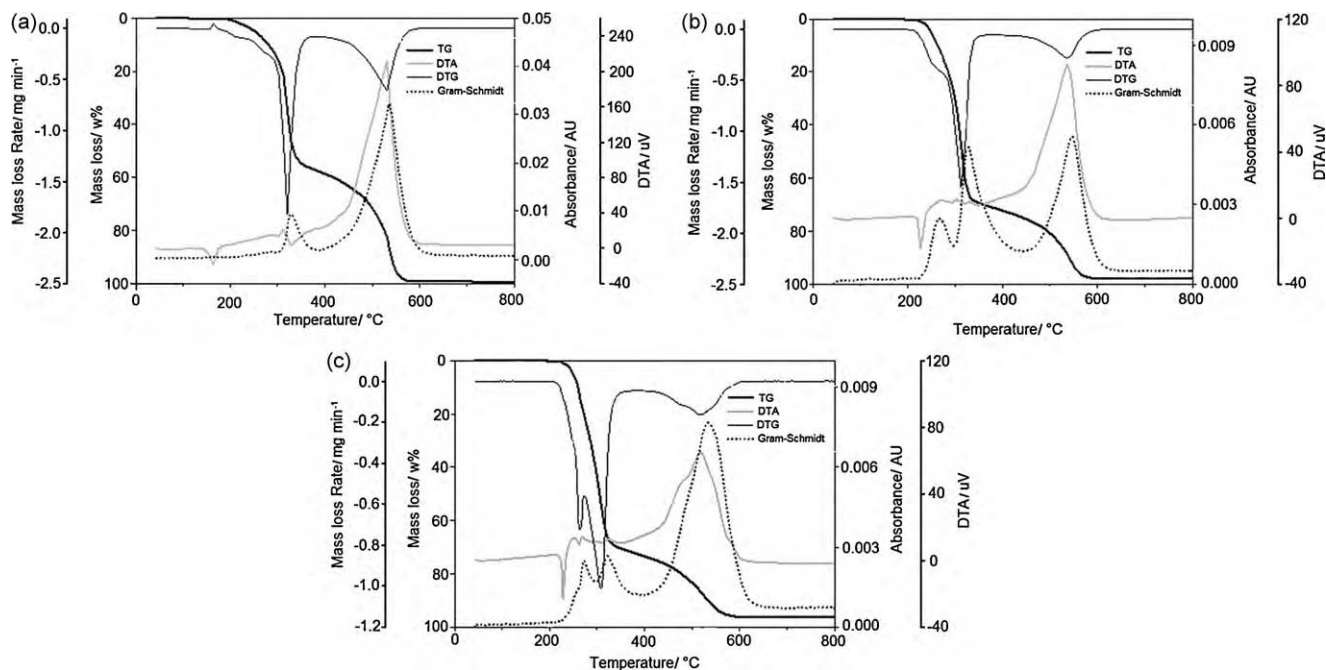 (a)
Mass loss Rate/ mg min⁻¹
0.0
-0.5
-1.0
-1.5
-2.0
-2.5
Mass loss/ w%
0
20
40
60
80
100
TG
DTA
DTG
Gram-Schmidt
0.05
0.04
0.03
0.02
0.01
0.00
Absorbance/ AU
240
200
160
120
80
40
0
-40
DTA/ uV
200 400 600 800
Temperature/ °C
(b)
Mass loss Rate/ mg min⁻¹
0.0
-0.5
-1.0
-1.5
-2.0
-2.5
Mass loss/ w%
0
20
40
60
80
100
TG
DTA
DTG
Gram-Schmidt
0.009
0.006
0.003
0.000
Absorbance/ AU
120
80
40
0
-40
DTA/ uV
0 200 400 600 800
Temperature/ °C
(c)
Mass loss Rate/ mg min⁻¹
0.0
-0.2
-0.4
-0.6
-0.8
-1.0
-1.2
Mass loss/ w%
0
20
40
60
80
100
TG
DTA
DTG
Gram-Schmidt
0.009
0.006
0.003
0.000
Absorbance/ AU
120
80
40
0
-40
DTA/ uV
0 200 400 600 800
Temperature/ °C